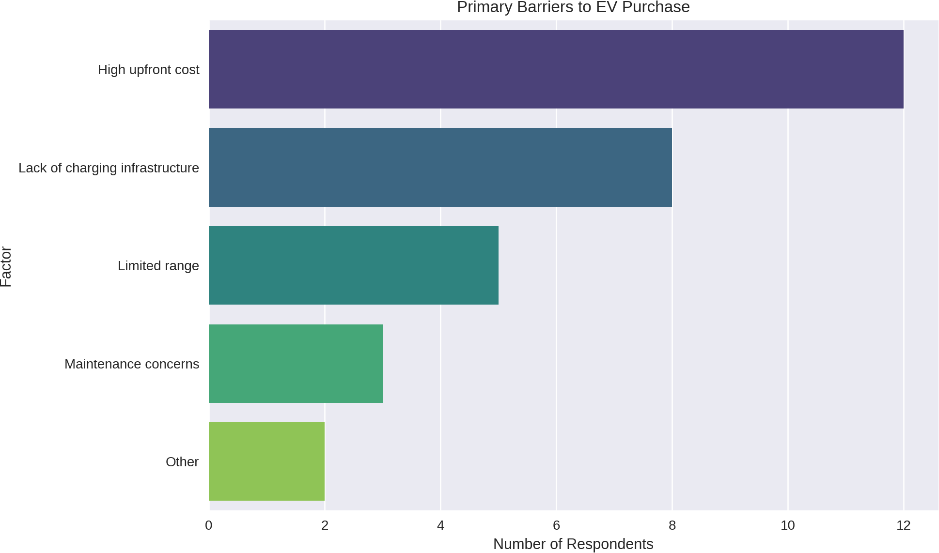 Primary Barriers to EV Purchase
Factor
High upfront cost
Lack of charging infrastructure
Limited range
Maintenance concerns
Other
0 2 4 6 8 10 12
Number of Respondents